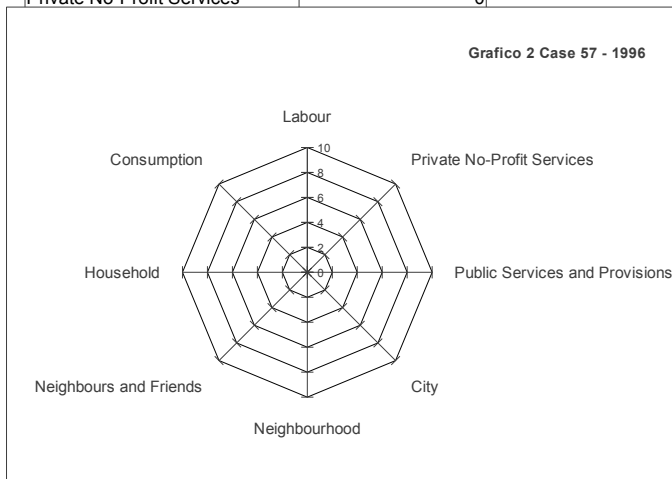 Private No-Profit Services 0
Grafico 2 Case 57 - 1996
Labour
10
Consumption
Private No-Profit Services
8
6
4
2
Household
0
Public Services and Provisions
Neighbours and Friends
City
Neighbourhood